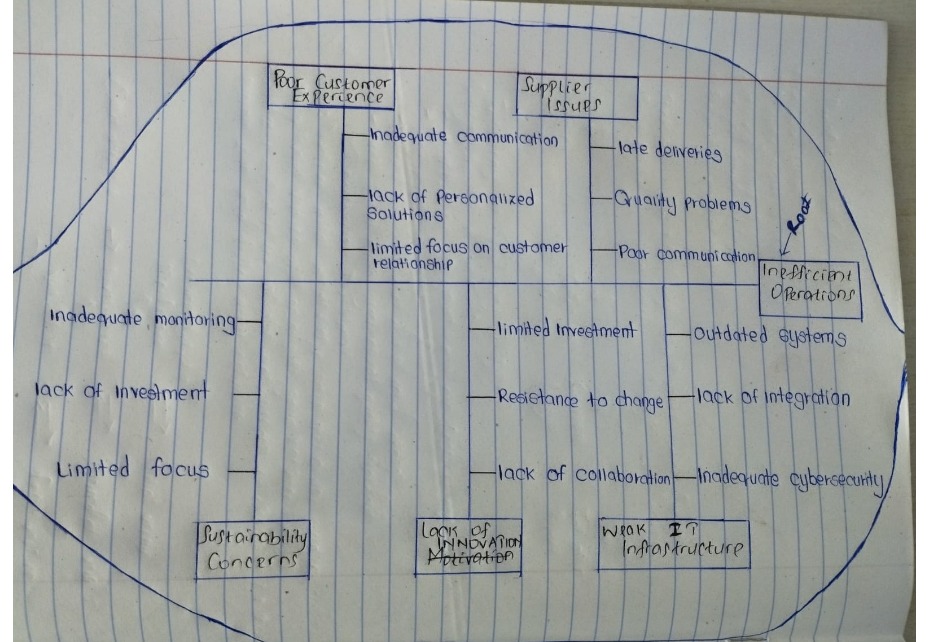 Poor Customer
Experience
Supplier
Issues
Inadequate communication
late deliveries
lack of Personalized
Solutions
Quality problems
limited focus on customer
relationship
Poor communication
Root
Inefficient
Operations
Inadequate monitoring
limited Investment
Outdated systems
lack of investment
Resistance to change
lack of integration
Limited focus
lack of collaboration
Inadequate cybersecurity
Sustainability
Concerns
Lack of
INNOVATION
Motivation
Weak IT
Infrastructure